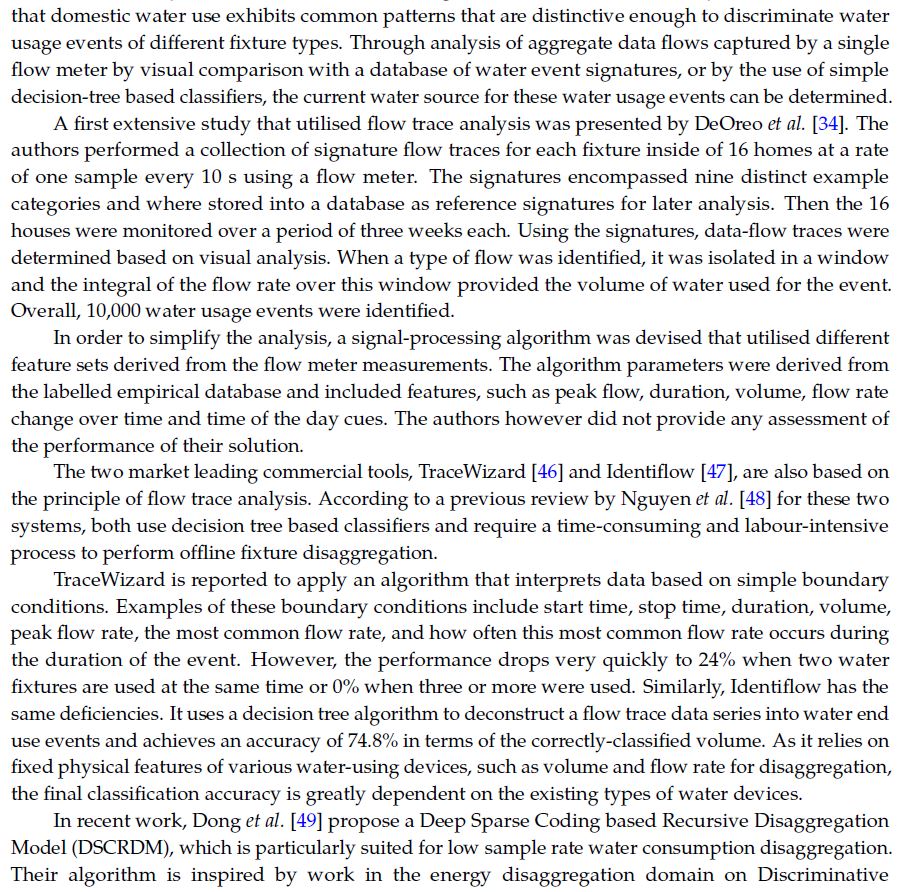 that domestic water use exhibits common patterns that are distinctive enough to discriminate water
usage events of different fixture types. Through analysis of aggregate data flows captured by a single
flow meter by visual comparison with a database of water event signatures, or by the use of simple
decision-tree based classifiers, the current water source for these water usage events can be determined.
A first extensive study that utilised flow trace analysis was presented by DeOreo et al. [34]. The
authors performed a collection of signature flow traces for each fixture inside of 16 homes at a rate
of one sample every 10 s using a flow meter. The signatures encompassed nine distinct example
categories and where stored into a database as reference signatures for later analysis. Then the 16
houses were monitored over a period of three weeks each. Using the signatures, data-flow traces were
determined based on visual analysis. When a type of flow was identified, it was isolated in a window
and the integral of the flow rate over this window provided the volume of water used for the event.
Overall, 10,000 water usage events were identified.
In order to simplify the analysis, a signal-processing algorithm was devised that utilised different
feature sets derived from the flow meter measurements. The algorithm parameters were derived from
the labelled empirical database and included features, such as peak flow, duration, volume, flow rate
change over time and time of the day cues. The authors however did not provide any assessment of
the performance of their solution.
The two market leading commercial tools, TraceWizard [46] and Identiflow [47], are also based on
the principle of flow trace analysis. According to a previous review by Nguyen et al. [48] for these two
systems, both use decision tree based classifiers and require a time-consuming and labour-intensive
process to perform offline fixture disaggregation.
TraceWizard is reported to apply an algorithm that interprets data based on simple boundary
conditions. Examples of these boundary conditions include start time, stop time, duration, volume,
peak flow rate, the most common flow rate, and how often this most common flow rate occurs during
the duration of the event. However, the performance drops very quickly to 24% when two water
fixtures are used at the same time or 0% when three or more were used. Similarly, Identiflow has the
same deficiencies. It uses a decision tree algorithm to deconstruct a flow trace data series into water end
use events and achieves an accuracy of 74.8% in terms of the correctly-classified volume. As it relies on
fixed physical features of various water-using devices, such as volume and flow rate for disaggregation,
the final classification accuracy is greatly dependent on the existing types of water devices.
In recent work, Dong et al. [49] propose a Deep Sparse Coding based Recursive Disaggregation
Model (DSCRDM), which is particularly suited for low sample rate water consumption disaggregation.
Their algorithm is inspired by work in the energy disaggregation domain on Discriminative